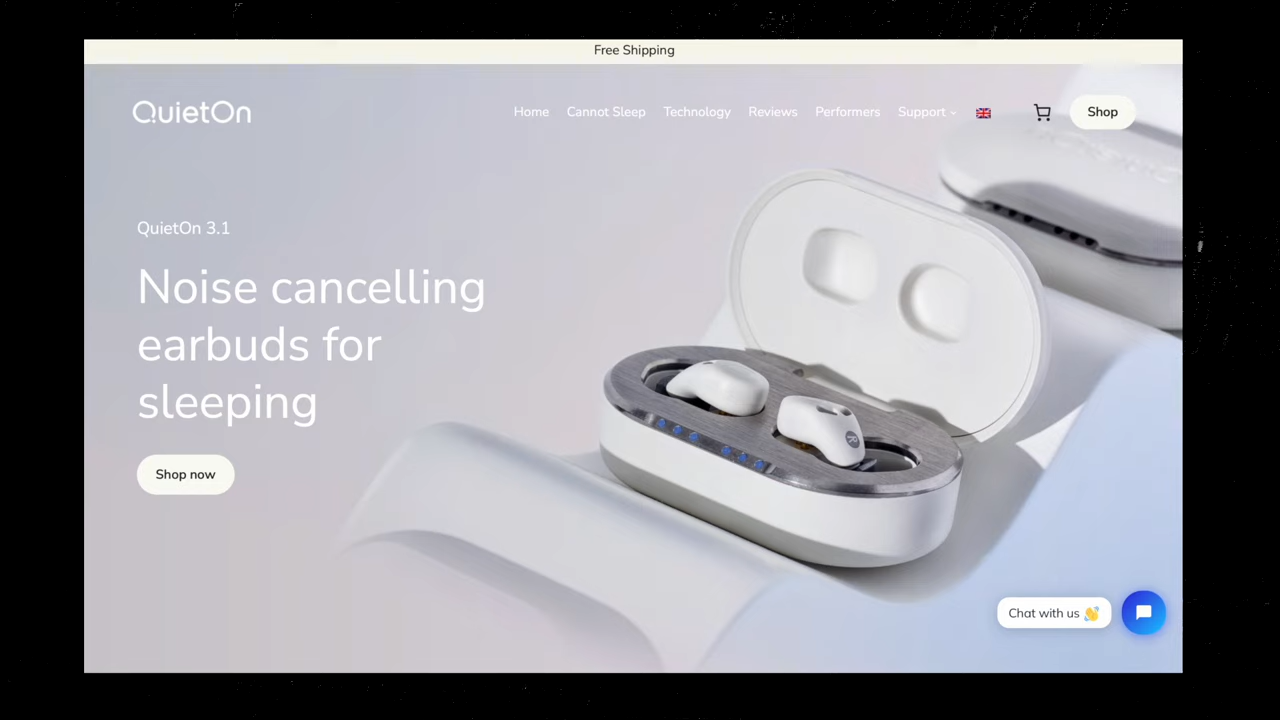 Free Shipping
QuietOn
Home Cannot Sleep Technology Reviews Performers Support Shop
QuietOn 3.1
Noise cancelling
earbuds for
sleeping
Shop now
Chat with us 👋